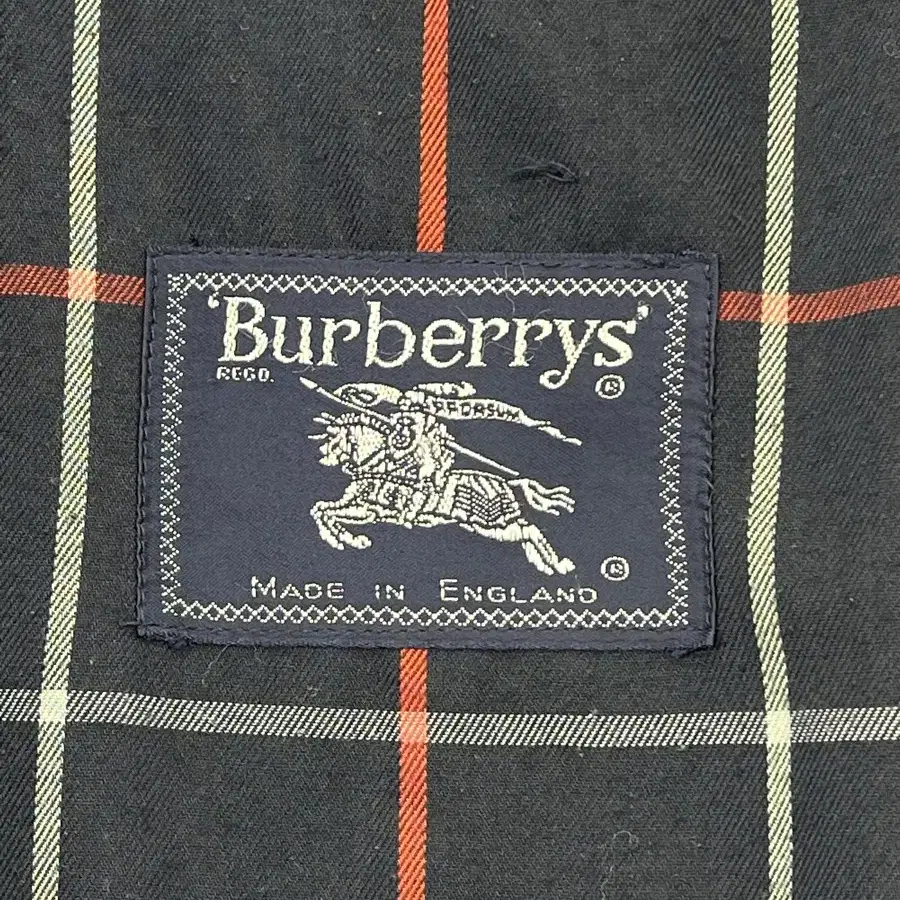 'Burberrys'
REGD. ®
PRORSUM
®
MADE IN ENGLAND